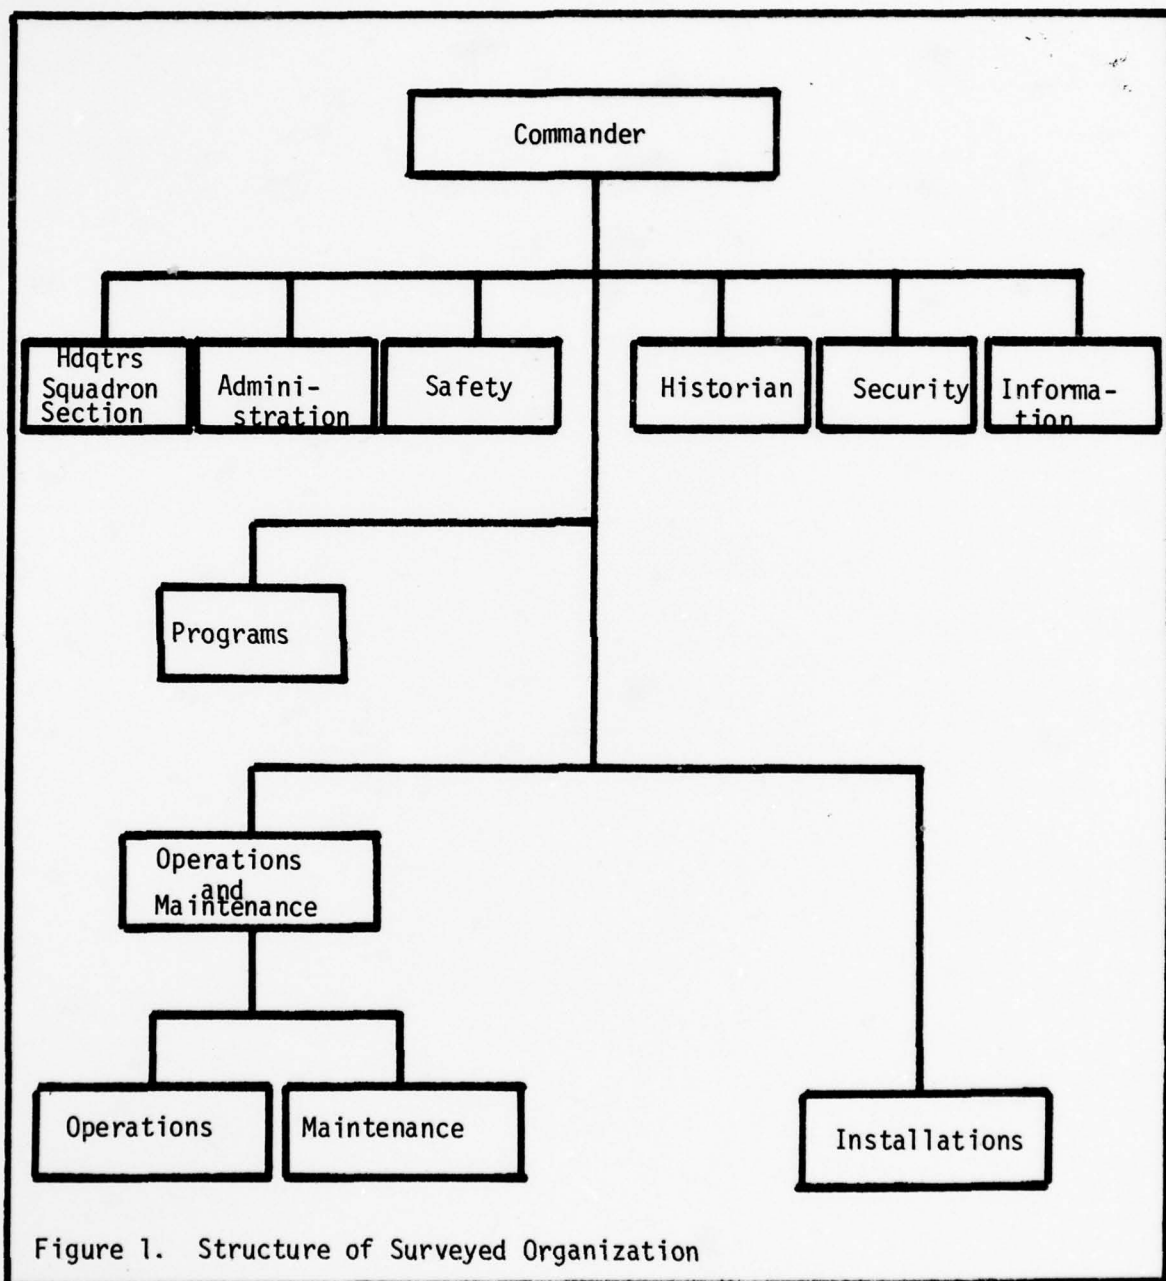 Commander
Hdqtrs
Squadron
Section
Admini-
stration
Safety
Historian
Security
Informa-
tion
Programs
Operations
and
Maintenance
Operations
Maintenance
Installations
Figure 1. Structure of Surveyed Organization